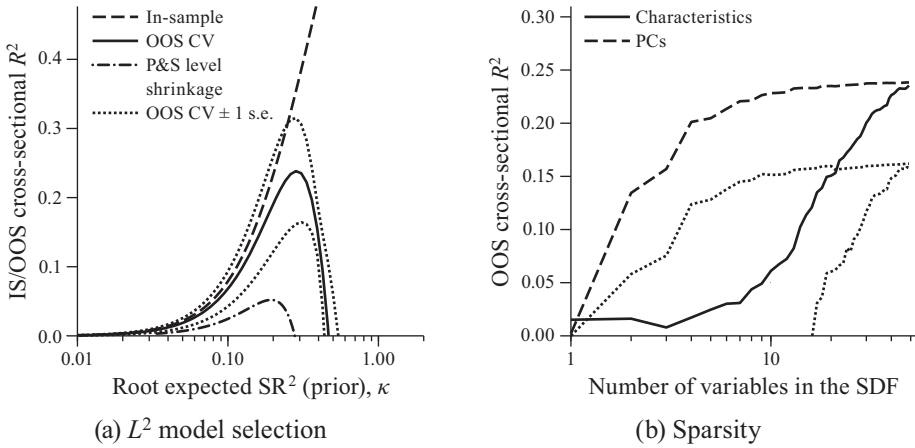 In-sample
OOS CV
P&S level
shrinkage
OOS CV ± 1 s.e.
IS/OOS cross-sectional R²
0.4
0.3
0.2
0.1
0.0
0.01
0.10
1.00
Root expected SR² (prior), κ
(a) L² model selection
Characteristics
PCs
OOS cross-sectional R²
0.30
0.25
0.20
0.15
0.10
0.05
0.00
1
10
Number of variables in the SDF
(b) Sparsity